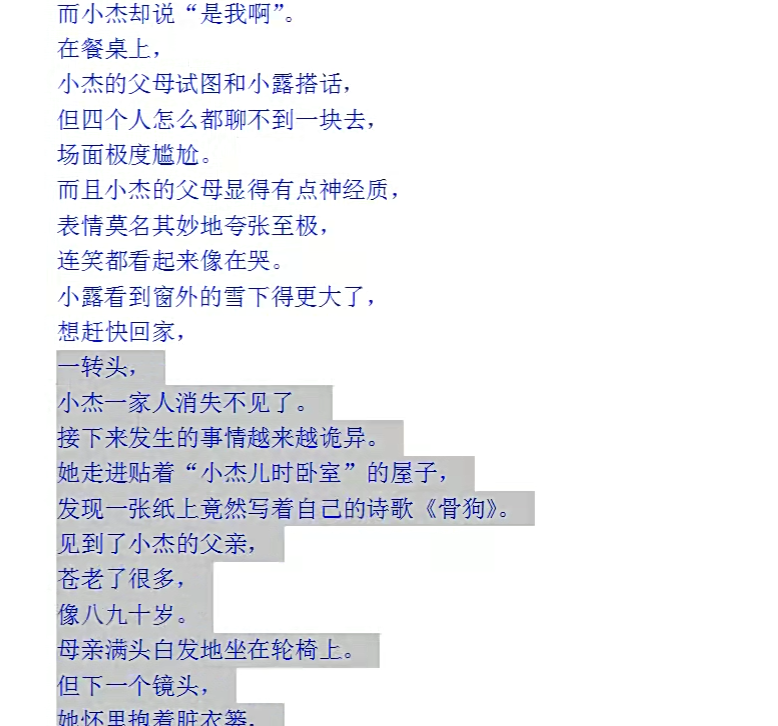 而小杰却说“是我啊”。
在餐桌上，
小杰的父母试图和小露搭话，
但四个人怎么都聊不到一块去，
场面极度尴尬。
而且小杰的父母显得有点神经质，
表情莫名其妙地夸张至极，
连笑都看起来像在哭。
小露看到窗外的雪下得更大了，
想赶快回家，
一转头，
小杰一家人消失不见了。
接下来发生的事情越来越诡异。
她走进贴着“小杰儿时卧室”的屋子，
发现一张纸上竟然写着自己的诗歌《骨狗》。
见到了小杰的父亲，
苍老了很多，
像八九十岁。
母亲满头白发地坐在轮椅上。
但下一个镜头，
她怀里抱着脏衣篓，